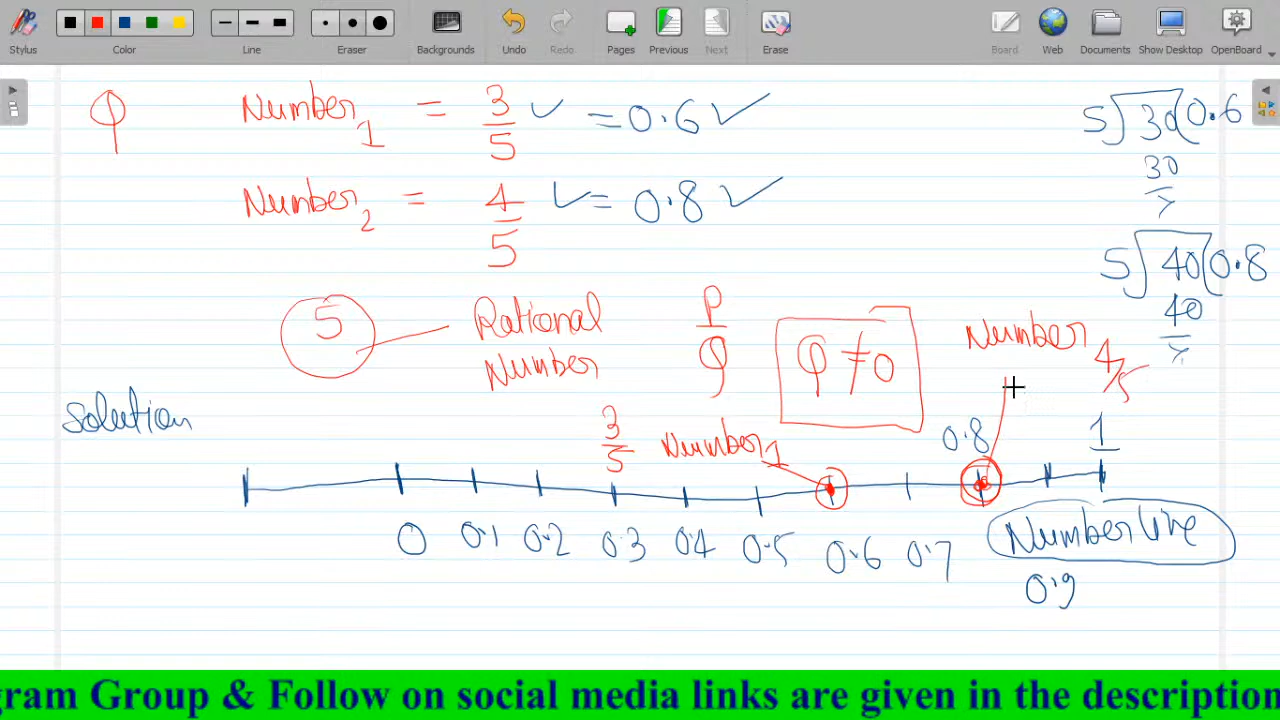 Stylus
Color
Line
Eraser
Backgrounds
Undo
Redo
Pages
Previous
Next
Erase
Board
Web
Documents
Show Desktop
OpenBoard
Q Number1 = 3/5 = 0.6
5 30 0.6
30
Number2 = 4/5 = 0.8
5 40 0.8
40
5 Rational Number P/Q Q ≠ 0
Number 4/5
Solution
3/5 Number1 0.8 1
0 0.1 0.2 0.3 0.4 0.5 0.6 0.7 Number line
0.9
gram Group & Follow on social media links are given in the description